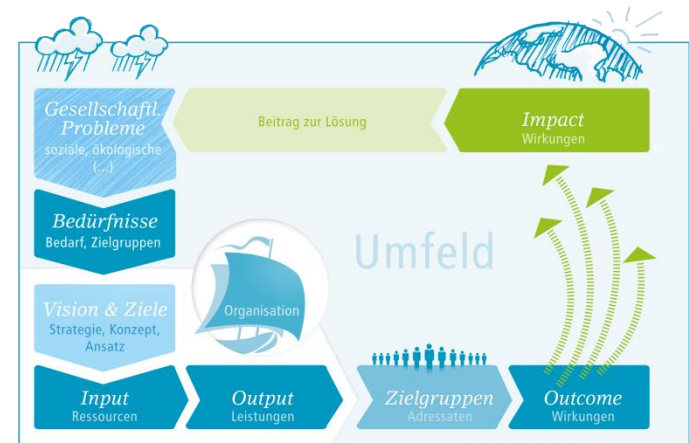 Gesellschaftl.
Probleme
soziale, ökologische
(...)
Beitrag zur Lösung
Impact
Wirkungen
Bedürfnisse
Bedarf, Zielgruppen
Umfeld
Vision & Ziele
Strategie, Konzept,
Ansatz
Organisation
Input
Ressourcen
Output
Leistungen
Zielgruppen
Adressaten
Outcome
Wirkungen